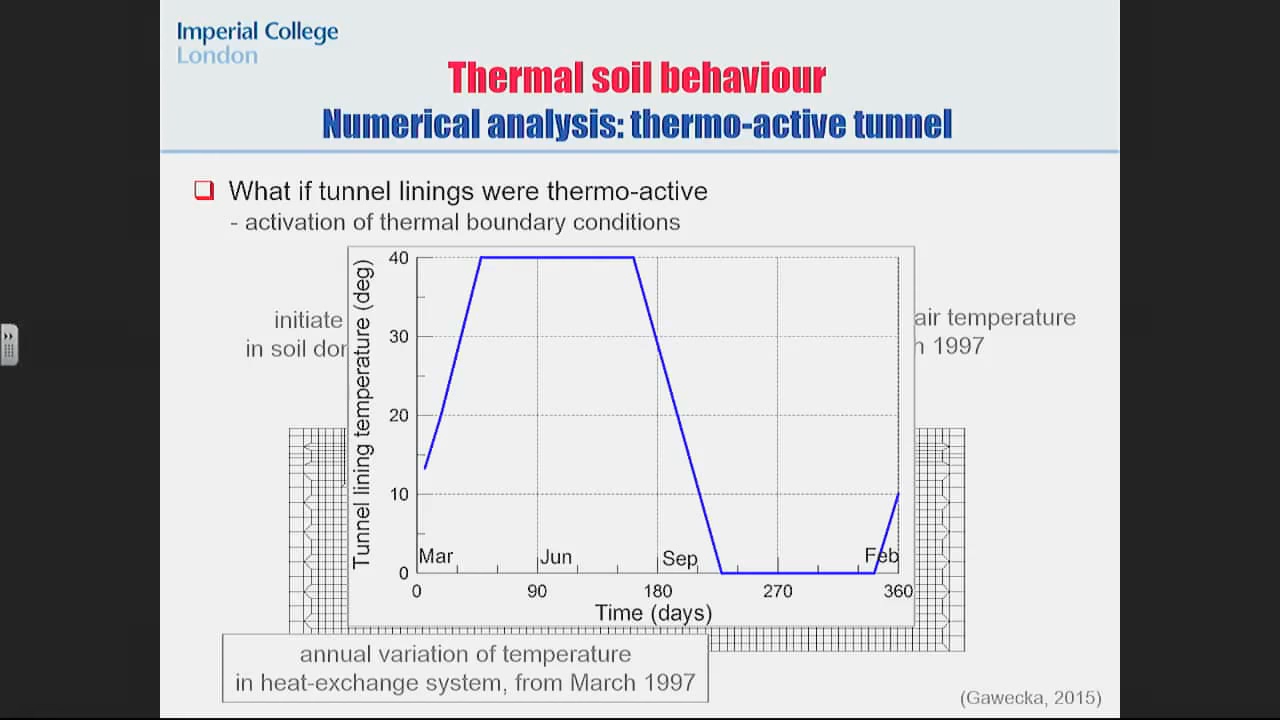 Imperial College
London
Thermal soil behaviour
Numerical analysis: thermo-active tunnel
What if tunnel linings were thermo-active
- activation of thermal boundary conditions
initiate
in soil
air temperature
1997
Tunnel lining temperature (deg)
40
30
20
10
0
Mar
Jun
Sep
Feb
0
90
180
270
360
Time (days)
annual variation of temperature
in heat-exchange system, from March 1997
(Gawecka, 2015)